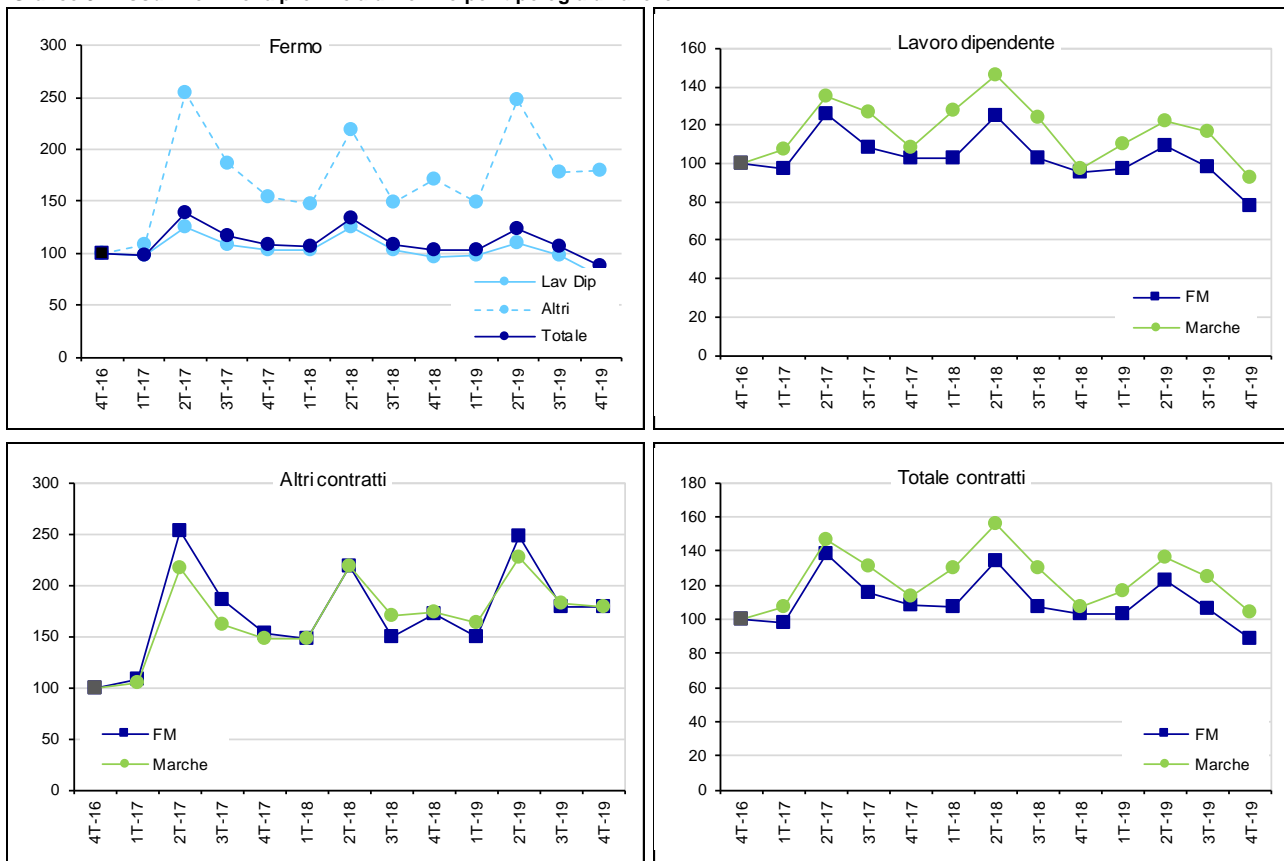 Fermo
300
250
200
150
100
50
0
Lav Dip
Altri
Totale
4T-16
1T-17
2T-17
3T-17
4T-17
1T-18
2T-18
3T-18
4T-18
1T-19
2T-19
3T-19
4T-19
Lavoro dipendente
160
140
120
100
80
60
40
20
0
FM
Marche
4T-16
1T-17
2T-17
3T-17
4T-17
1T-18
2T-18
3T-18
4T-18
1T-19
2T-19
3T-19
4T-19
Altri contratti
300
250
200
150
100
50
0
FM
Marche
4T-16
1T-17
2T-17
3T-17
4T-17
1T-18
2T-18
3T-18
4T-18
1T-19
2T-19
3T-19
4T-19
Totale contratti
180
160
140
120
100
80
60
40
20
0
FM
Marche
4T-16
1T-17
2T-17
3T-17
4T-17
1T-18
2T-18
3T-18
4T-18
1T-19
2T-19
3T-19
4T-19